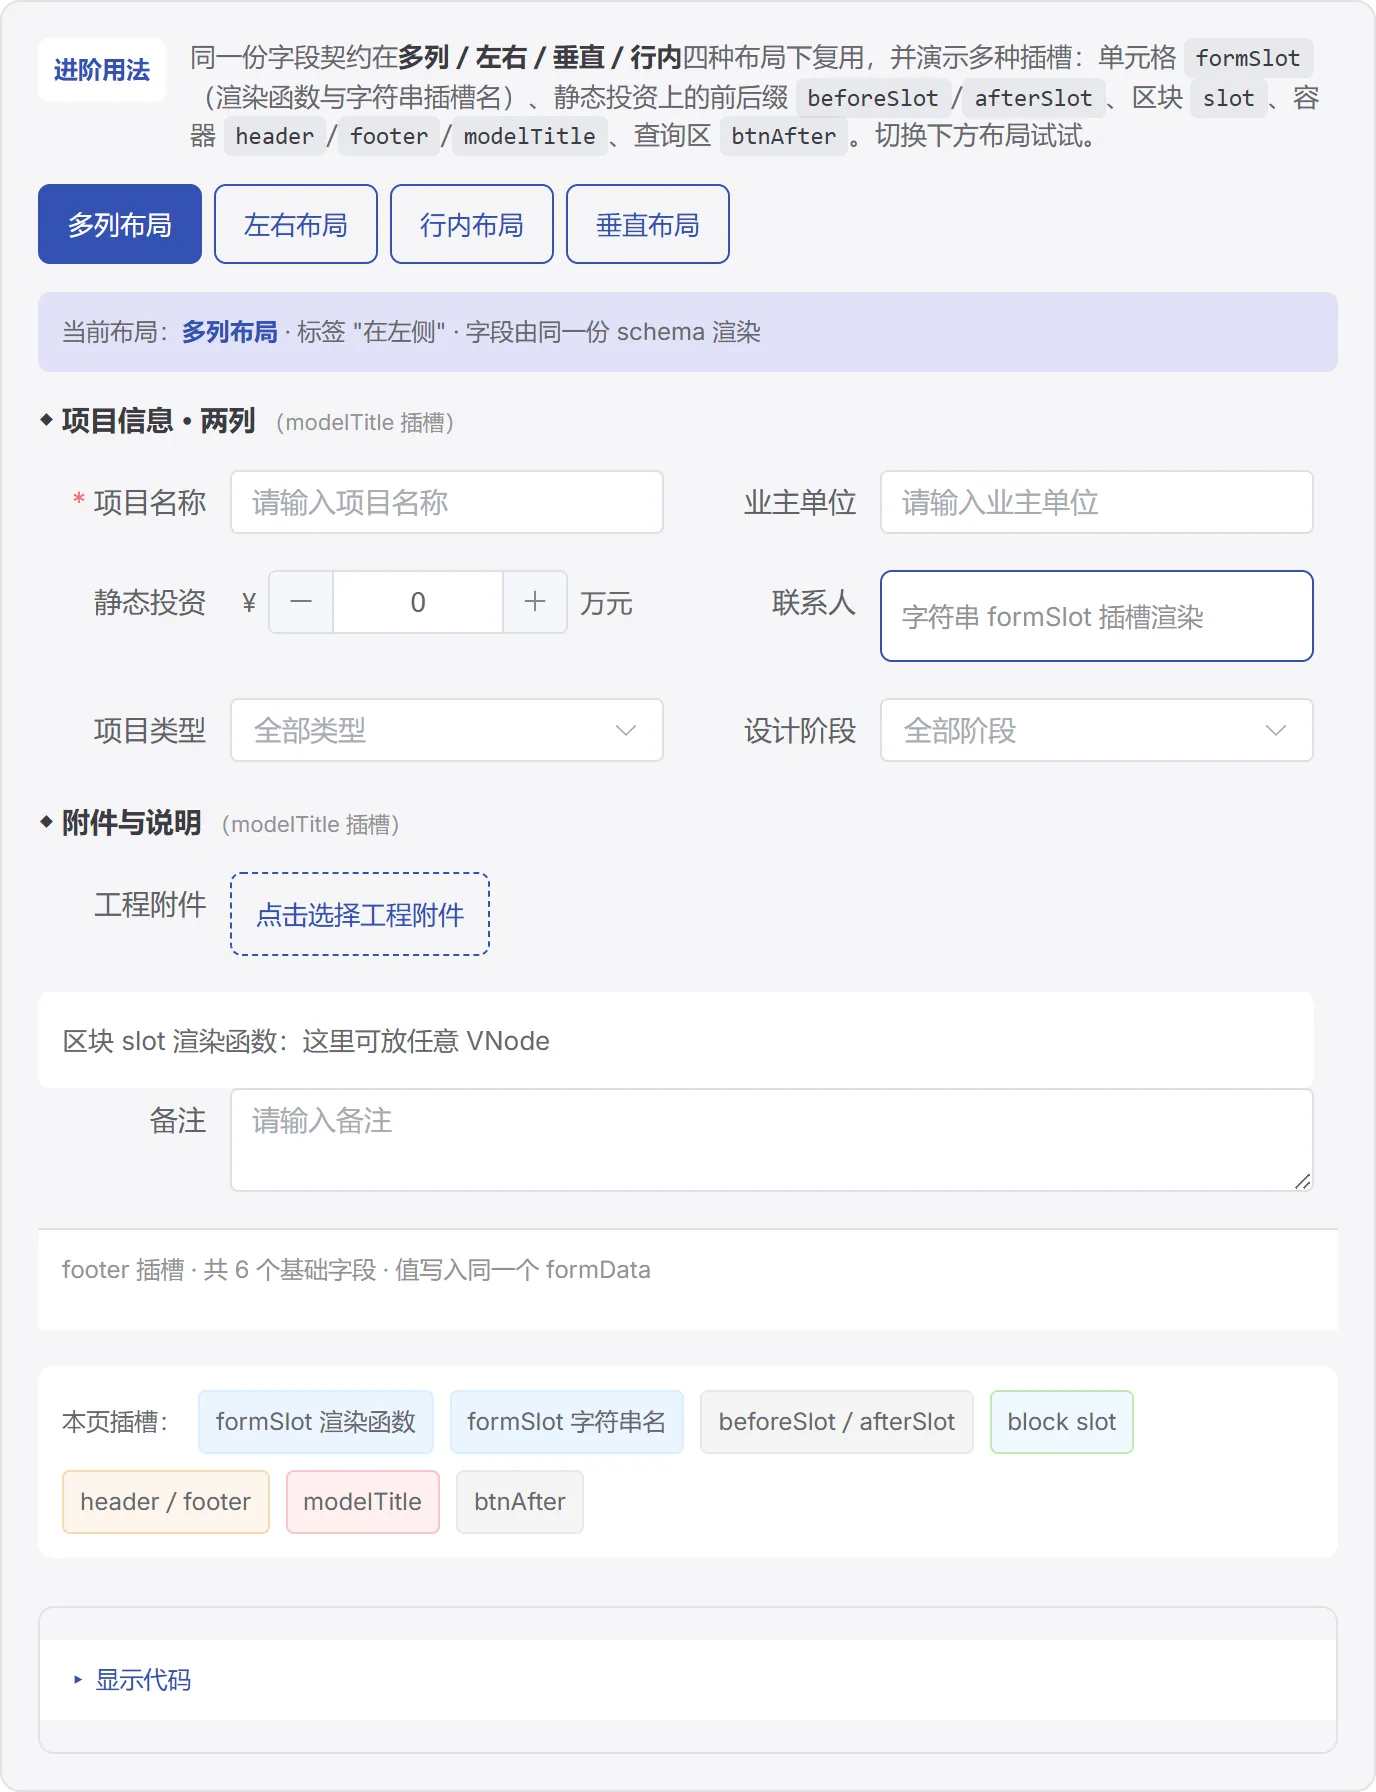 进阶用法
同一份字段契约在多列 / 左右 / 垂直 / 行内四种布局下复用，并演示多种插槽：单元格 formSlot
（渲染函数与字符串插槽名）、静态投资上的前后缀 beforeSlot / afterSlot 、区块 slot 、容
器 header / footer / modelTitle 、查询区 btnAfter 。切换下方布局试试。
多列布局
左右布局
行内布局
垂直布局
当前布局：多列布局 · 标签 "在左侧" · 字段由同一份 schema 渲染
项目信息 • 两列 （modelTitle 插槽）
* 项目名称 请输入项目名称
业主单位 请输入业主单位
静态投资 ¥ — 0 + 万元
联系人 字符串 formSlot 插槽渲染
项目类型 全部类型
设计阶段 全部阶段
附件与说明 （modelTitle 插槽）
工程附件 点击选择工程附件
区块 slot 渲染函数：这里可放任意 VNode
备注 请输入备注
footer 插槽 · 共 6 个基础字段 · 值写入同一个 formData
本页插槽： formSlot 渲染函数 formSlot 字符串名 beforeSlot / afterSlot block slot
header / footer modelTitle btnAfter
显示代码